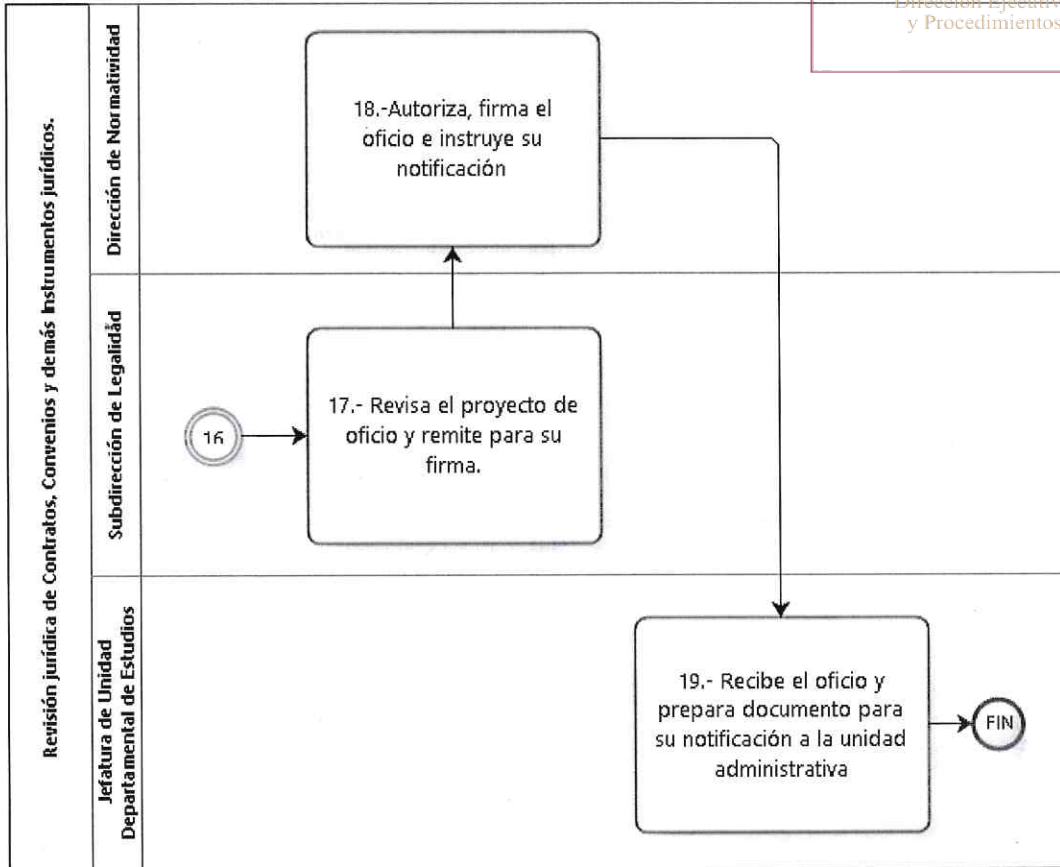 Dirección Ejecutiv
y Procedimientos
Revisión jurídica de Contratos, Convenios y demás Instrumentos jurídicos.
Dirección de Normatividad
18.-Autoriza, firma el
oficio e instruye su
notificación
Subdirección de Legalidad
16
17.- Revisa el proyecto de
oficio y remite para su
firma.
Jefatura de Unidad
Departamental de Estudios
19.- Recibe el oficio y
prepara documento para
su notificación a la unidad
administrativa
FIN